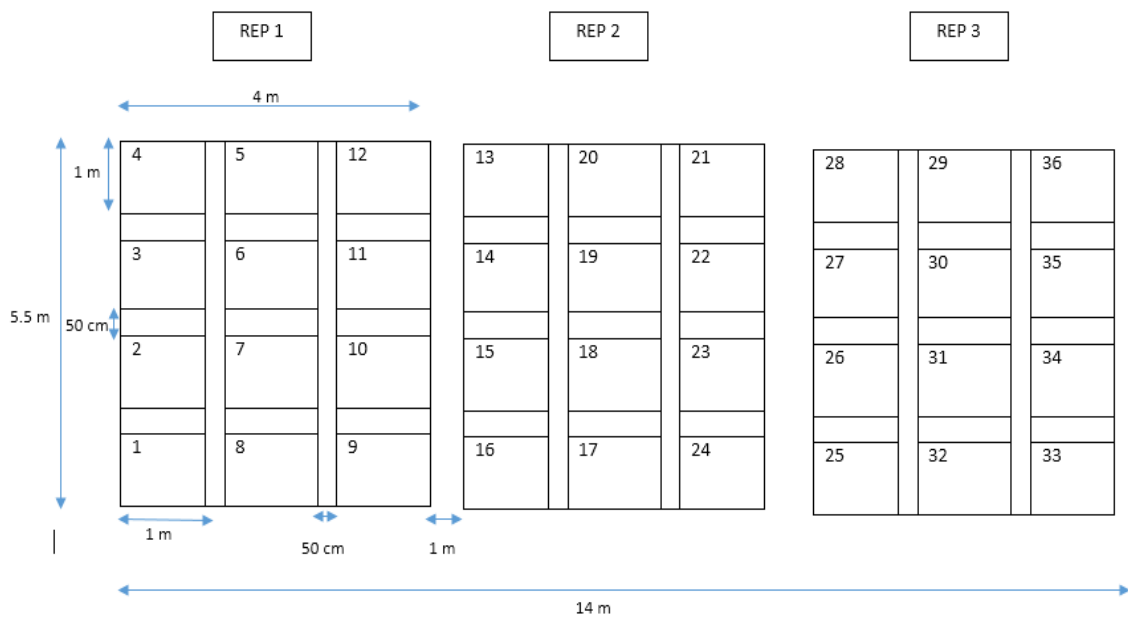 REP 1
REP 2
REP 3
4 m
4 5 12
13 20 21
28 29 36
1 m
3 6 11
14 19 22
27 30 35
5.5 m
50 cm
2 7 10
15 18 23
26 31 34
1 8 9
16 17 24
25 32 33
1 m
50 cm
1 m
14 m